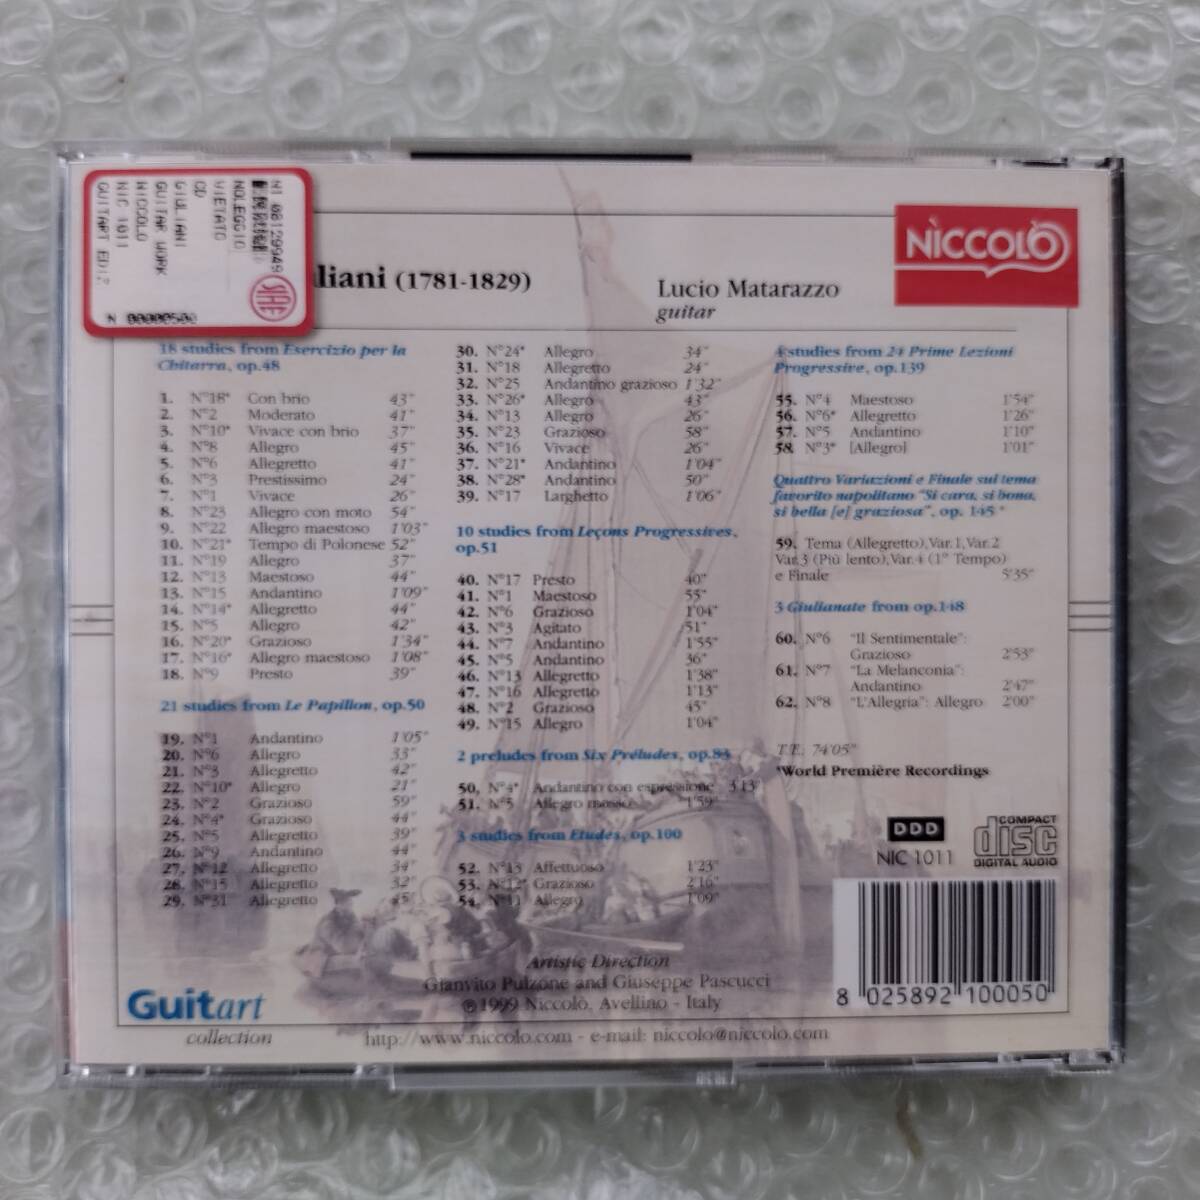 N1 08129949
NOLEGGIO
VIETATO
CD
GIULIANI
GUITAR WORK
NICCOLO
NIC 1011
GUITART EDI?
N 00000500
SIAE
liani (1781-1829)
Lucio Matarazzo
guitar
NÌCCOLÒ
18 studies from Esercizio per la
Chitarra, op.48
1. N°18* Con brio 43"
2. N°2 Moderato 41"
3. N°10* Vivace con brio 37"
4. N°8 Allegro 45"
5. N°6 Allegretto 41"
6. N°3 Prestissimo 24"
7. N°1 Vivace 26"
8. N°23 Allegro con moto 54"
9. N°22 Allegro maestoso 1'03"
10. N°21* Tempo di Polonese 52"
11. N°19 Allegro 37"
12. N°13 Maestoso 44"
13. N°15 Andantino 1'09"
14. N°14* Allegretto 44"
15. N°5 Allegro 42"
16. N°20* Grazioso 1'34"
17. N°16* Allegro maestoso 1'08"
18. N°9 Presto 39"
21 studies from Le Papillon, op.50
19. N°1 Andantino 1'05"
20. N°6 Allegro 33"
21. N°3 Allegretto 42"
22. N°10* Allegro 21"
23. N°2 Grazioso 59"
24. N°4* Grazioso 44"
25. N°5 Allegretto 39"
26. N°9 Andantino 44"
27. N°12 Allegretto 34"
28. N°15 Allegretto 32"
29. N°31 Allegretto 45"
30. N°24* Allegro 34"
31. N°18 Allegretto 24"
32. N°25 Andantino grazioso 1'32"
33. N°26* Allegro 43"
34. N°13 Allegro 26"
35. N°23 Grazioso 58"
36. N°16 Vivace 26"
37. N°21* Andantino 1'04"
38. N°28* Andantino 50"
39. N°17 Larghetto 1'06"
10 studies from Leçons Progressives,
op.51
40. N°17 Presto 40"
41. N°1 Maestoso 55"
42. N°6 Grazioso 1'04"
43. N°3 Agitato 51"
44. N°7 Andantino 1'55"
45. N°5 Andantino 36"
46. N°13 Allegretto 1'38"
47. N°16 Allegretto 1'13"
48. N°2 Grazioso 45"
49. N°15 Allegro 1'04"
2 preludes from Six Préludes, op.83
50. N°4* Andantino con espressione 3'13"
51. N°5 Allegro mosso 1'59"
3 studies from Etudes, op.100
52. N°13 Affettuoso 1'23"
53. N°12* Grazioso 2'16"
54. N°11 Allegro 1'09"
4 studies from 24 Prime Lezioni
Progressive, op.139
55. N°4 Maestoso 1'54"
56. N°6* Allegretto 1'26"
57. N°5 Andantino 1'10"
58. N°3* [Allegro] 1'01"
Quattro Variazioni e Finale sul tema
favorito napolitano "Si cara, si bona,
si bella [e] graziosa", op. 145 *
59. Tema (Allegretto),Var.1,Var.2
Var.3 (Più lento),Var.4 (1° Tempo)
e Finale 5'35"
3 Giulianate from op.148
60. N°6 "Il Sentimentale":
Grazioso 2'53"
61. N°7 "La Melanconia":
Andantino 2'47"
62. N°8 "L'Allegria": Allegro 2'00"
T.T. 74'05"
*World Première Recordings
DDD
NIC 1011
COMPACT
disc
DIGITAL AUDIO
8 025892 100050
Artistic Direction
Gianvito Pulzone and Giuseppe Pascucci
℗1999 Niccolò, Avellino - Italy
Guitart
collection
http://www.niccolo.com - e-mail: niccolo@niccolo.com